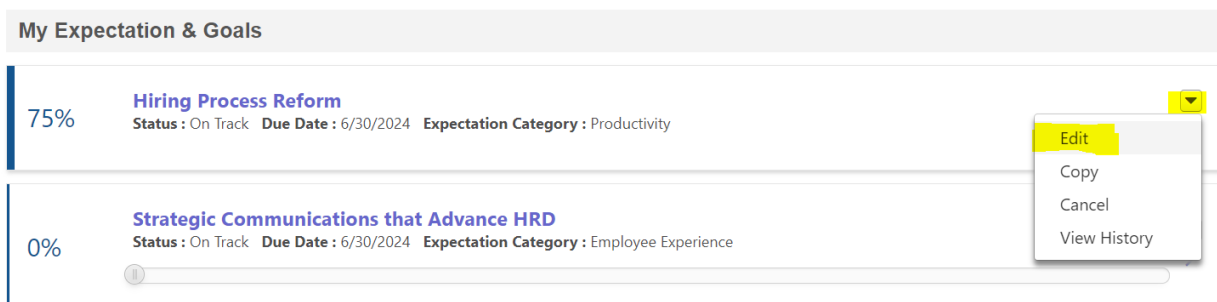 My Expectation & Goals
75%
Hiring Process Reform
Status : On Track Due Date : 6/30/2024 Expectation Category : Productivity
Edit
Copy
Cancel
View History
0%
Strategic Communications that Advance HRD
Status : On Track Due Date : 6/30/2024 Expectation Category : Employee Experience